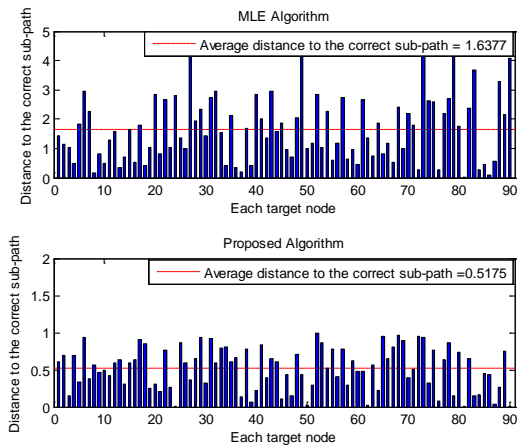 MLE Algorithm
Distance to the correct sub-path
5
4
3
2
1
0
Average distance to the correct sub-path = 1.6377
0 10 20 30 40 50 60 70 80 90
Each target node
Proposed Algorithm
Distance to the correct sub-path
2
1.5
1
0.5
0
Average distance to the correct sub-path =0.5175
0 10 20 30 40 50 60 70 80 90
Each target node